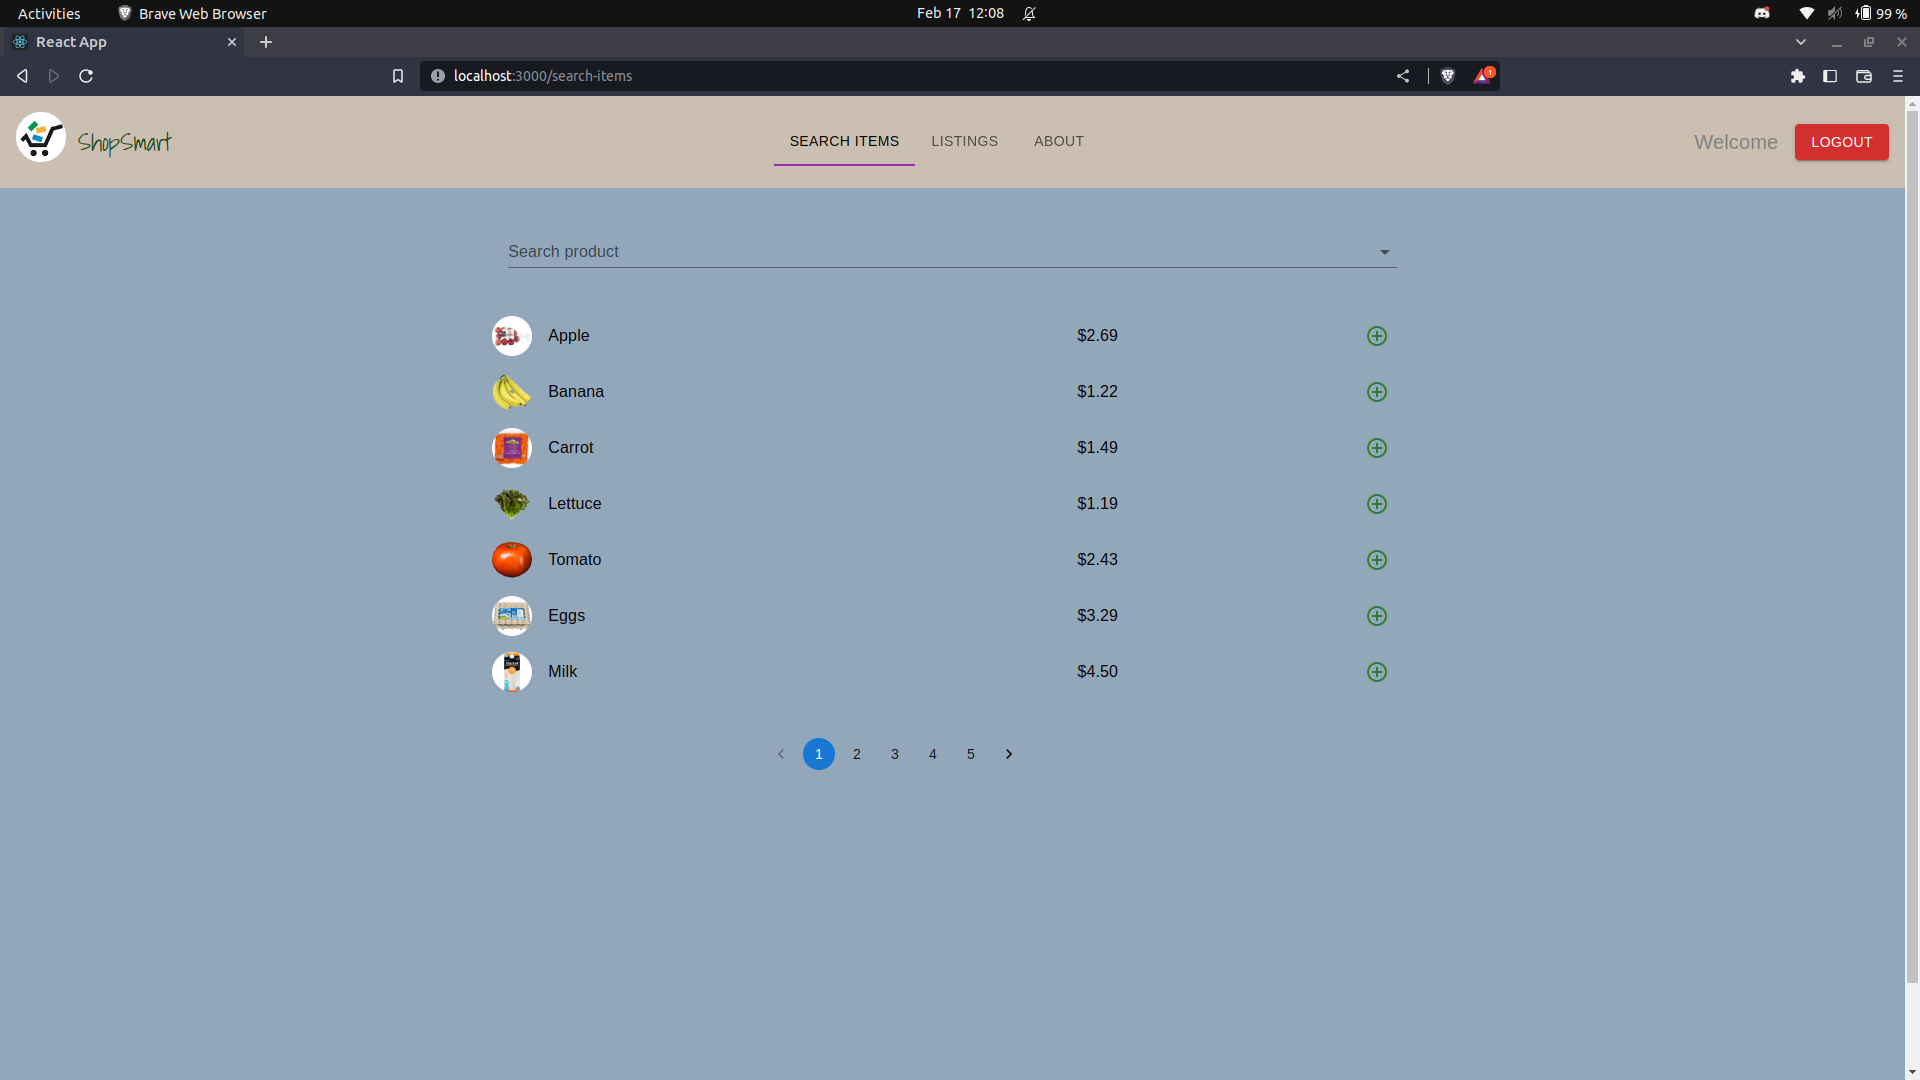 Activities Brave Web Browser Feb 17 12:08 99 %
React App
localhost:3000/search-items 1
ShopSmart SEARCH ITEMS LISTINGS ABOUT Welcome LOGOUT
Search product
Apple $2.69
Banana $1.22
Carrot $1.49
Lettuce $1.19
Tomato $2.43
Eggs $3.29
Milk $4.50
1 2 3 4 5